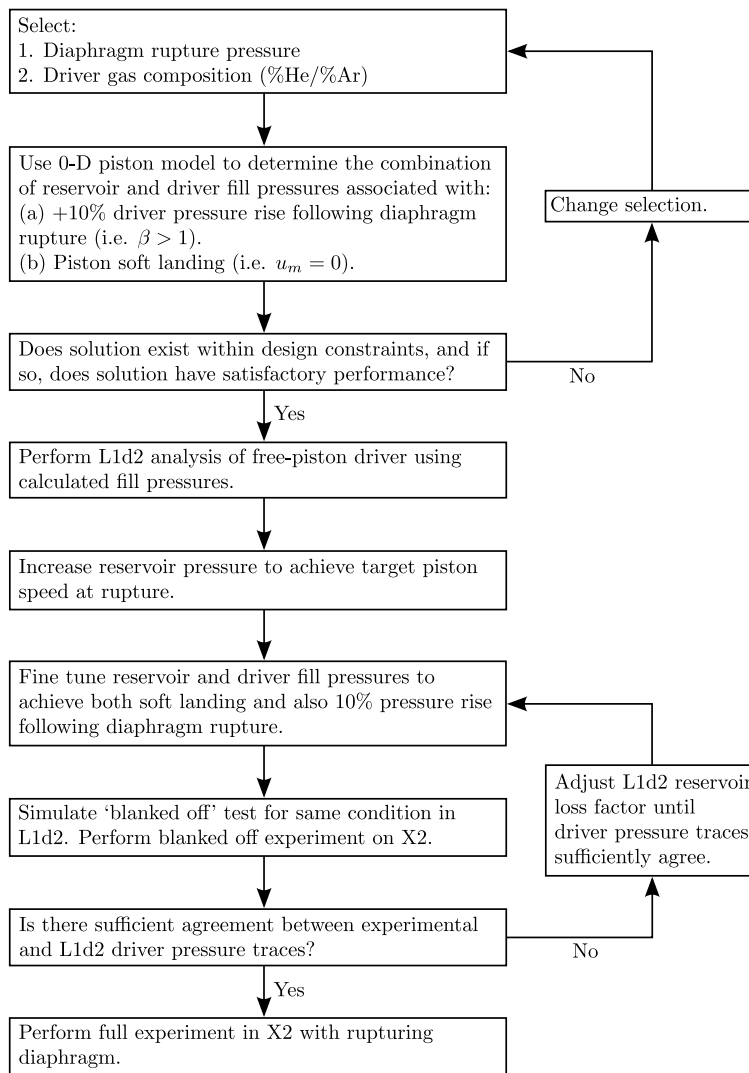 Select:
1. Diaphragm rupture pressure
2. Driver gas composition (%He/%Ar)
Use 0-D piston model to determine the combination
of reservoir and driver fill pressures associated with:
(a) +10% driver pressure rise following diaphragm
rupture (i.e. β > 1).
(b) Piston soft landing (i.e. uₘ = 0).
Change selection.
Does solution exist within design constraints, and if
so, does solution have satisfactory performance?
No
Yes
Perform L1d2 analysis of free-piston driver using
calculated fill pressures.
Increase reservoir pressure to achieve target piston
speed at rupture.
Fine tune reservoir and driver fill pressures to
achieve both soft landing and also 10% pressure rise
following diaphragm rupture.
Adjust L1d2 reservoir
loss factor until
driver pressure traces
sufficiently agree.
Simulate ‘blanked off’ test for same condition in
L1d2. Perform blanked off experiment on X2.
Is there sufficient agreement between experimental
and L1d2 driver pressure traces?
No
Yes
Perform full experiment in X2 with rupturing
diaphragm.